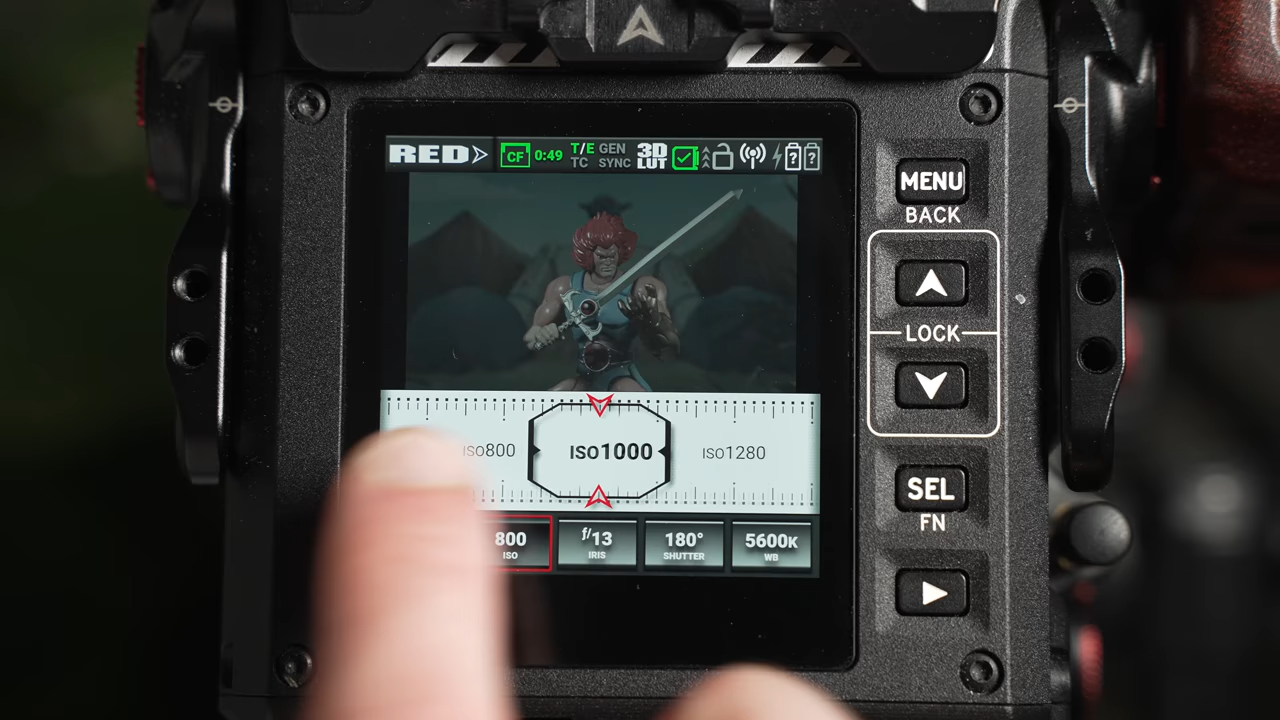 RED
CF 0:49 T/E TC GEN SYNC 3D LUT ? ?
ISO800 ISO1000 ISO1280
800 ISO
f/13 IRIS
180° SHUTTER
5600K WB
MENU
BACK
LOCK
SEL
FN